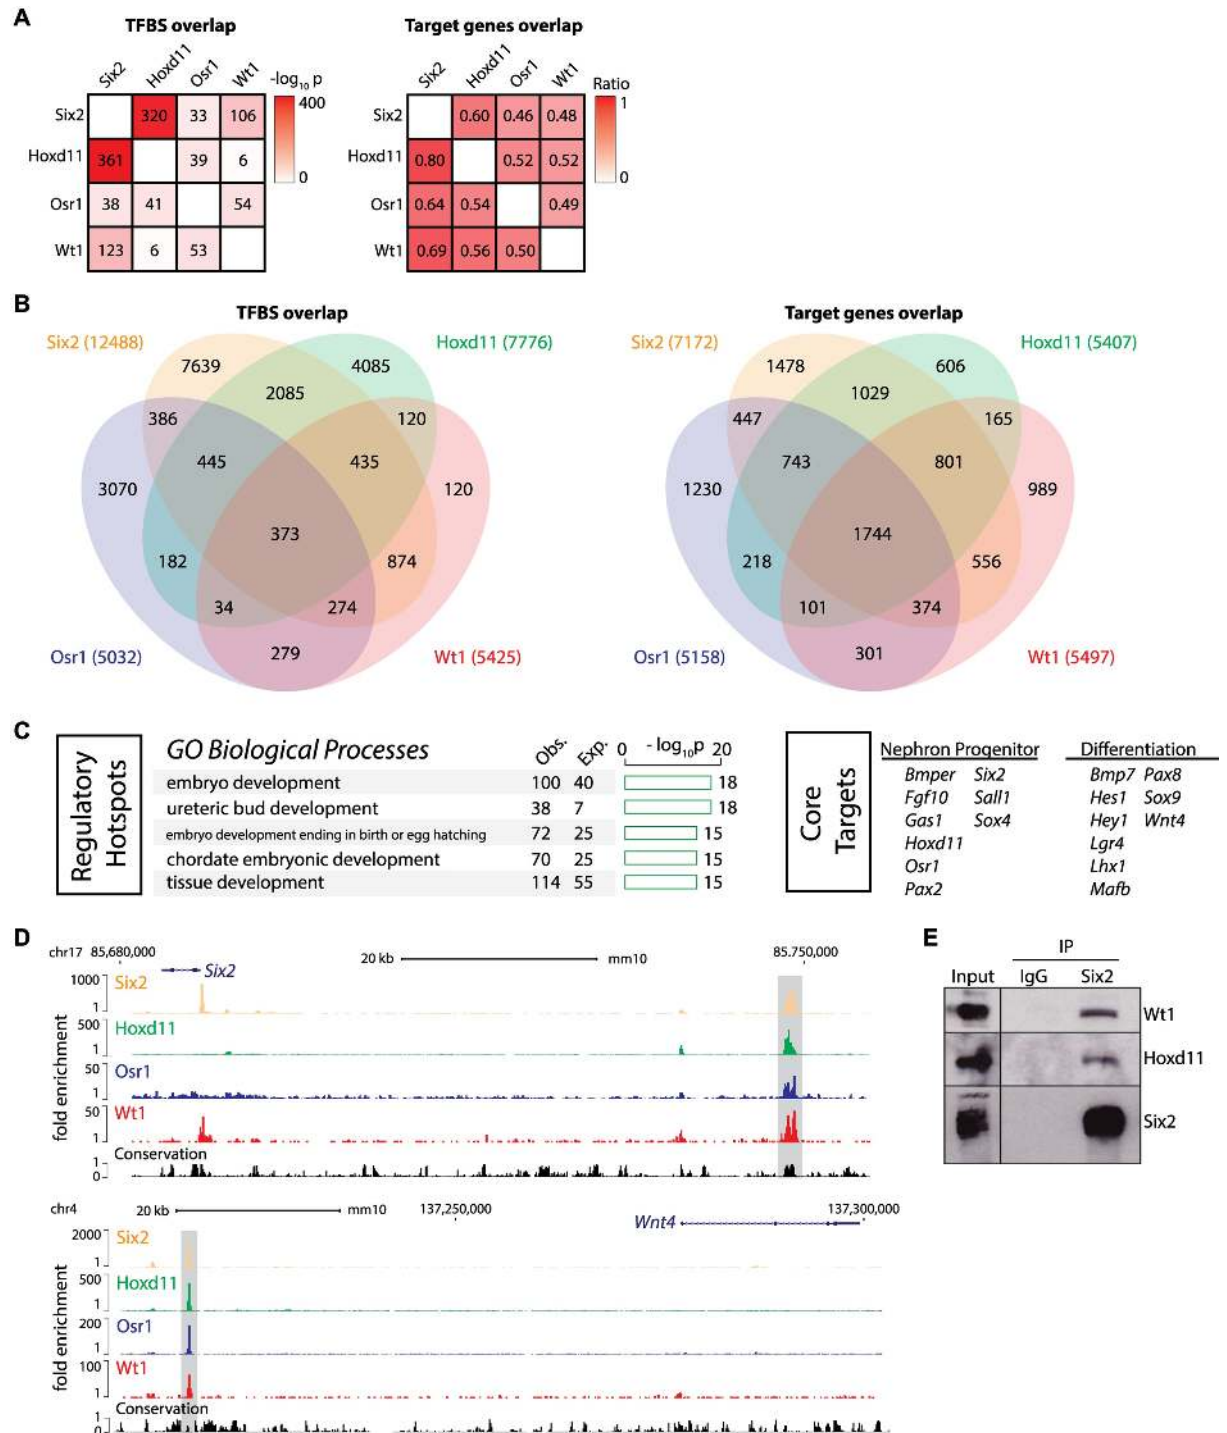 A
TFBS overlap
Target genes overlap
Six2 Hoxd11 Osr1 Wt1
-log10 p
Six2 Hoxd11 Osr1 Wt1
Ratio
Six2 320 33 106
400
Six2 0.60 0.46 0.48
1
Hoxd11 361 39 6
0
Hoxd11 0.80 0.52 0.52
0
Osr1 38 41 54
Osr1 0.64 0.54 0.49
Wt1 123 6 53
Wt1 0.69 0.56 0.50
B
TFBS overlap
Six2 (12488)
Hoxd11 (7776)
7639
4085
2085
386
120
445
435
3070
120
373
182
874
34
274
Osr1 (5032)
279
Wt1 (5425)
Target genes overlap
Six2 (7172)
Hoxd11 (5407)
1478
606
1029
447
165
743
801
1230
989
1744
218
556
101
374
Osr1 (5158)
301
Wt1 (5497)
C
Regulatory
Hotspots
GO Biological Processes Obs. Exp. 0 - log10p 20
embryo development 100 40 18
ureteric bud development 38 7 18
embryo development ending in birth or egg hatching 72 25 15
chordate embryonic development 70 25 15
tissue development 114 55 15
Core
Targets
Nephron Progenitor
Bmper Six2
Fgf10 Sall1
Gas1 Sox4
Hoxd11
Osr1
Pax2
Differentiation
Bmp7 Pax8
Hes1 Sox9
Hey1 Wnt4
Lgr4
Lhx1
Mafb
D
chr17 85,680,000
85,750,000
20 kb
mm10
Six2
fold enrichment
1000
1
Six2
500
1
Hoxd11
50
1
Osr1
50
1
Wt1
1
0
Conservation
chr4
20 kb
mm10
137,250,000
137,300,000
Wnt4
fold enrichment
2000
1
Six2
500
1
Hoxd11
200
1
Osr1
100
1
Wt1
1
0
Conservation
E
IP
Input IgG Six2
Wt1
Hoxd11
Six2